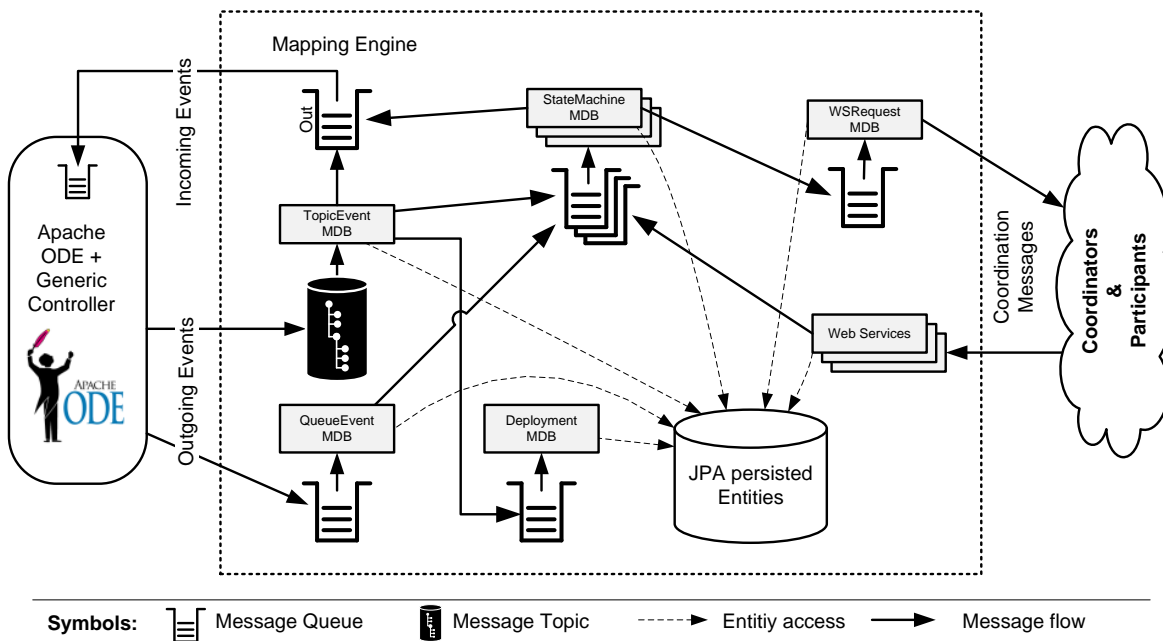 Mapping Engine
Incoming Events
Out
StateMachine
MDB
WSRequest
MDB
Apache
ODE +
Generic
Controller
APACHE
ODE
TopicEvent
MDB
Outgoing Events
Coordination
Messages
Coordinators
&
Participants
Web Services
QueueEvent
MDB
Deployment
MDB
JPA persisted
Entities
Symbols:
Message Queue
Message Topic
Entitiy access
Message flow